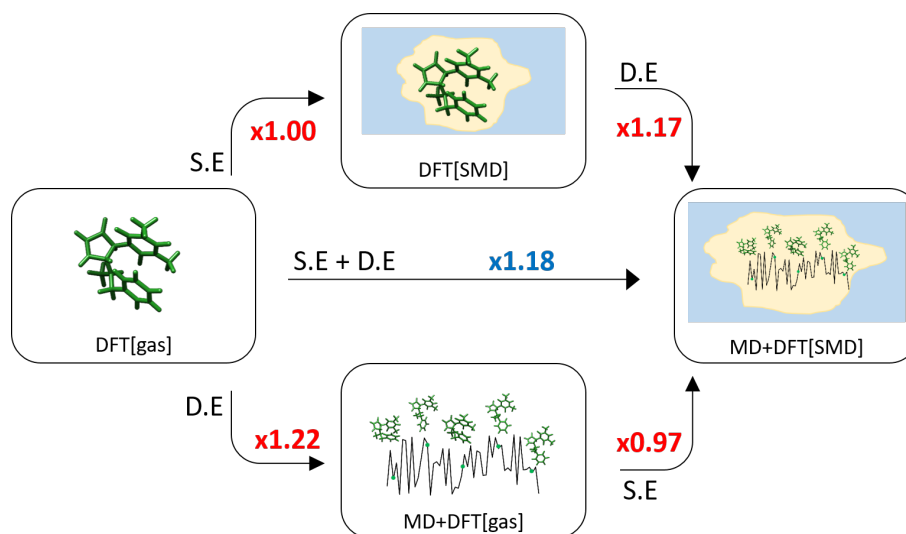 D.E
x1.00
x1.17
S.E
DFT[SMD]
S.E + D.E x1.18
DFT[gas]
MD+DFT[SMD]
D.E
x1.22
x0.97
S.E
MD+DFT[gas]